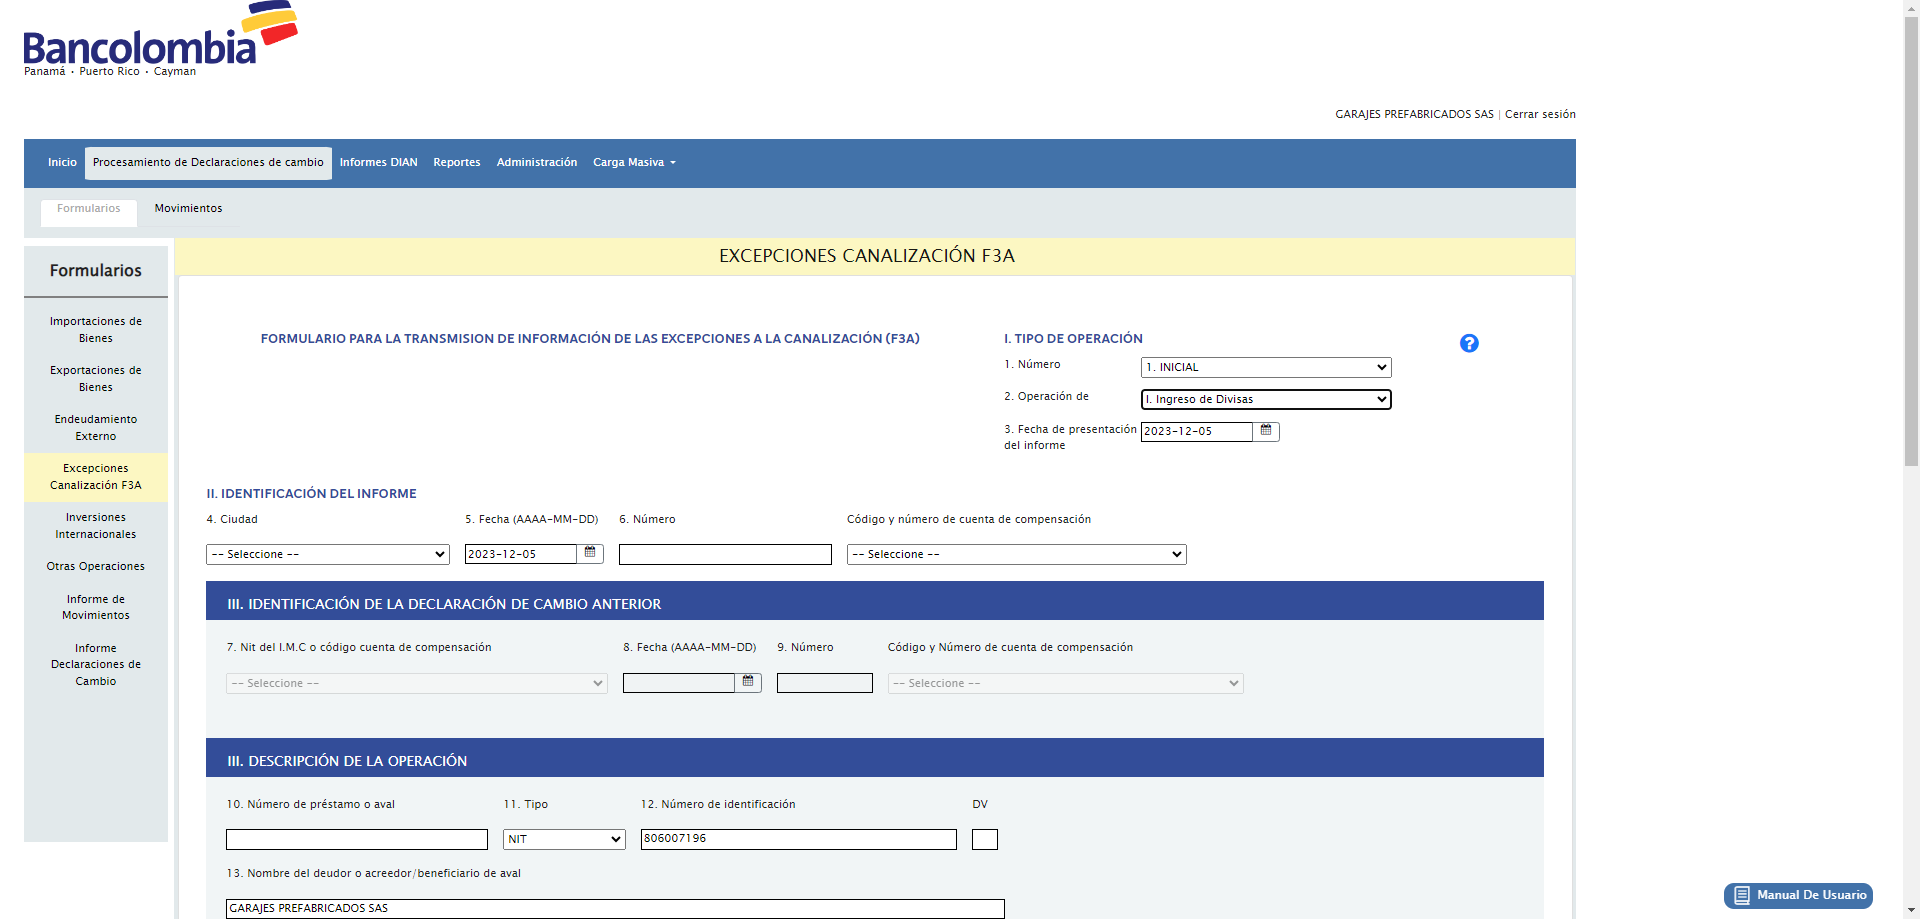 Bancolombia
Panamá • Puerto Rico • Cayman
GARAJES PREFABRICADOS SAS | Cerrar sesión
Inicio
Procesamiento de Declaraciones de cambio
Informes DIAN
Reportes
Administración
Carga Masiva
Formularios
Movimientos
Formularios
Importaciones de
Bienes
Exportaciones de
Bienes
Endeudamiento
Externo
Excepciones
Canalización F3A
Inversiones
Internacionales
Otras Operaciones
Informe de
Movimientos
Informe
Declaraciones de
Cambio
EXCEPCIONES CANALIZACIÓN F3A
FORMULARIO PARA LA TRANSMISION DE INFORMACIÓN DE LAS EXCEPCIONES A LA CANALIZACIÓN (F3A)
I. TIPO DE OPERACIÓN
?
1. Número
1. INICIAL
2. Operación de
I. Ingreso de Divisas
3. Fecha de presentación
del informe
2023-12-05
II. IDENTIFICACIÓN DEL INFORME
4. Ciudad
5. Fecha (AAAA-MM-DD)
6. Número
Código y número de cuenta de compensación
-- Seleccione --
2023-12-05
-- Seleccione --
III. IDENTIFICACIÓN DE LA DECLARACIÓN DE CAMBIO ANTERIOR
7. Nit del I.M.C o código cuenta de compensación
8. Fecha (AAAA-MM-DD)
9. Número
Código y Número de cuenta de compensación
-- Seleccione --
-- Seleccione --
III. DESCRIPCIÓN DE LA OPERACIÓN
10. Número de préstamo o aval
11. Tipo
12. Número de identificación
DV
NIT
806007196
13. Nombre del deudor o acreedor/beneficiario de aval
GARAJES PREFABRICADOS SAS
Manual De Usuario